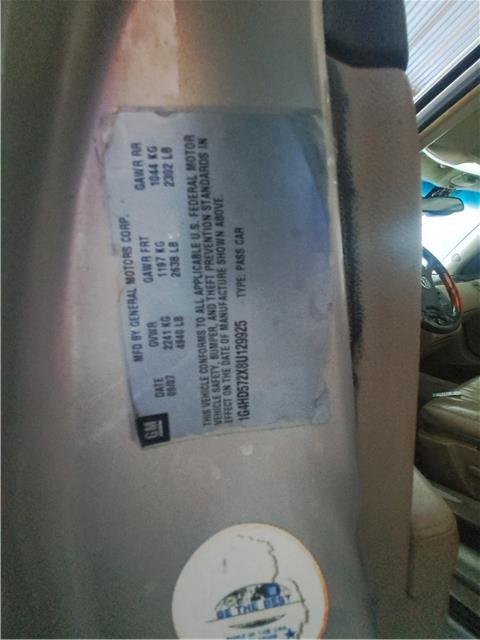 MFD BY GENERAL MOTORS CORP.
DATE GVWR GAWR FRT GAWR RR
09/07 2241 KG 1197 KG 1044 KG
4940 LB 2638 LB 2302 LB
THIS VEHICLE CONFORMS TO ALL APPLICABLE U.S. FEDERAL MOTOR
VEHICLE SAFETY, BUMPER, AND THEFT PREVENTION STANDARDS IN
EFFECT ON THE DATE OF MANUFACTURE SHOWN ABOVE.
1G4HD572X8U129925 TYPE: PASS CAR
GM
BE THE BEST